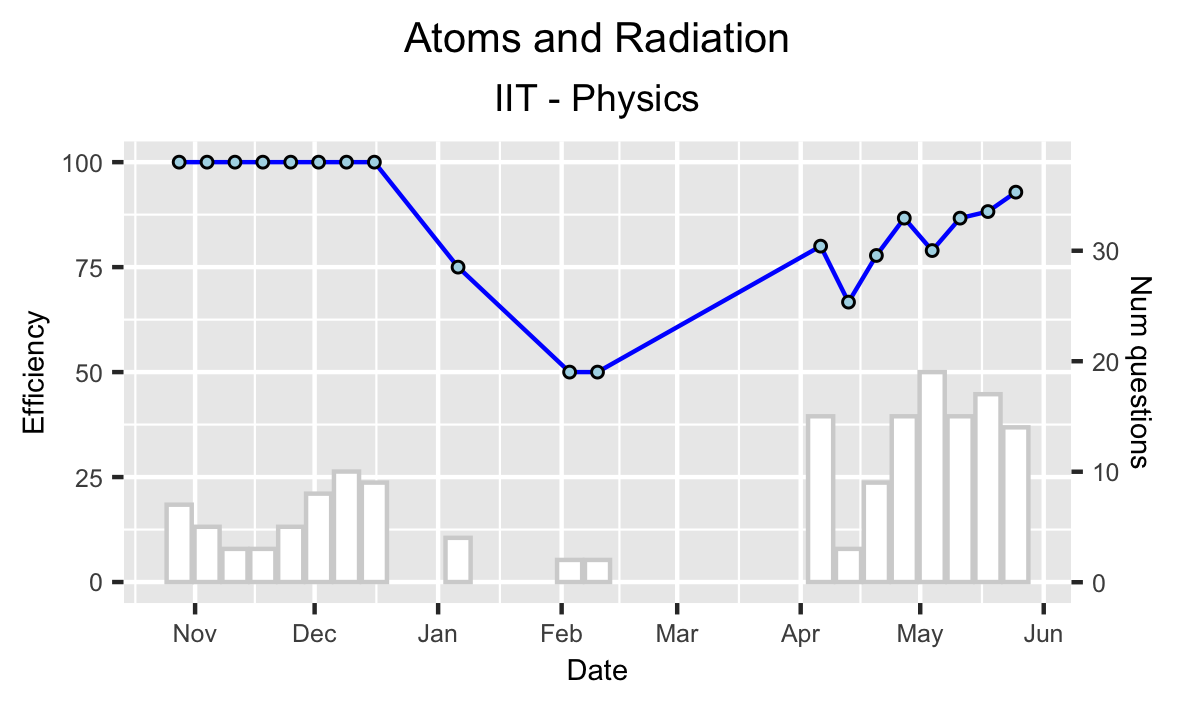 Atoms and Radiation
IIT - Physics
100
75
50
25
0
Efficiency
30
20
10
0
Num questions
Nov Dec Jan Feb Mar Apr May Jun
Date